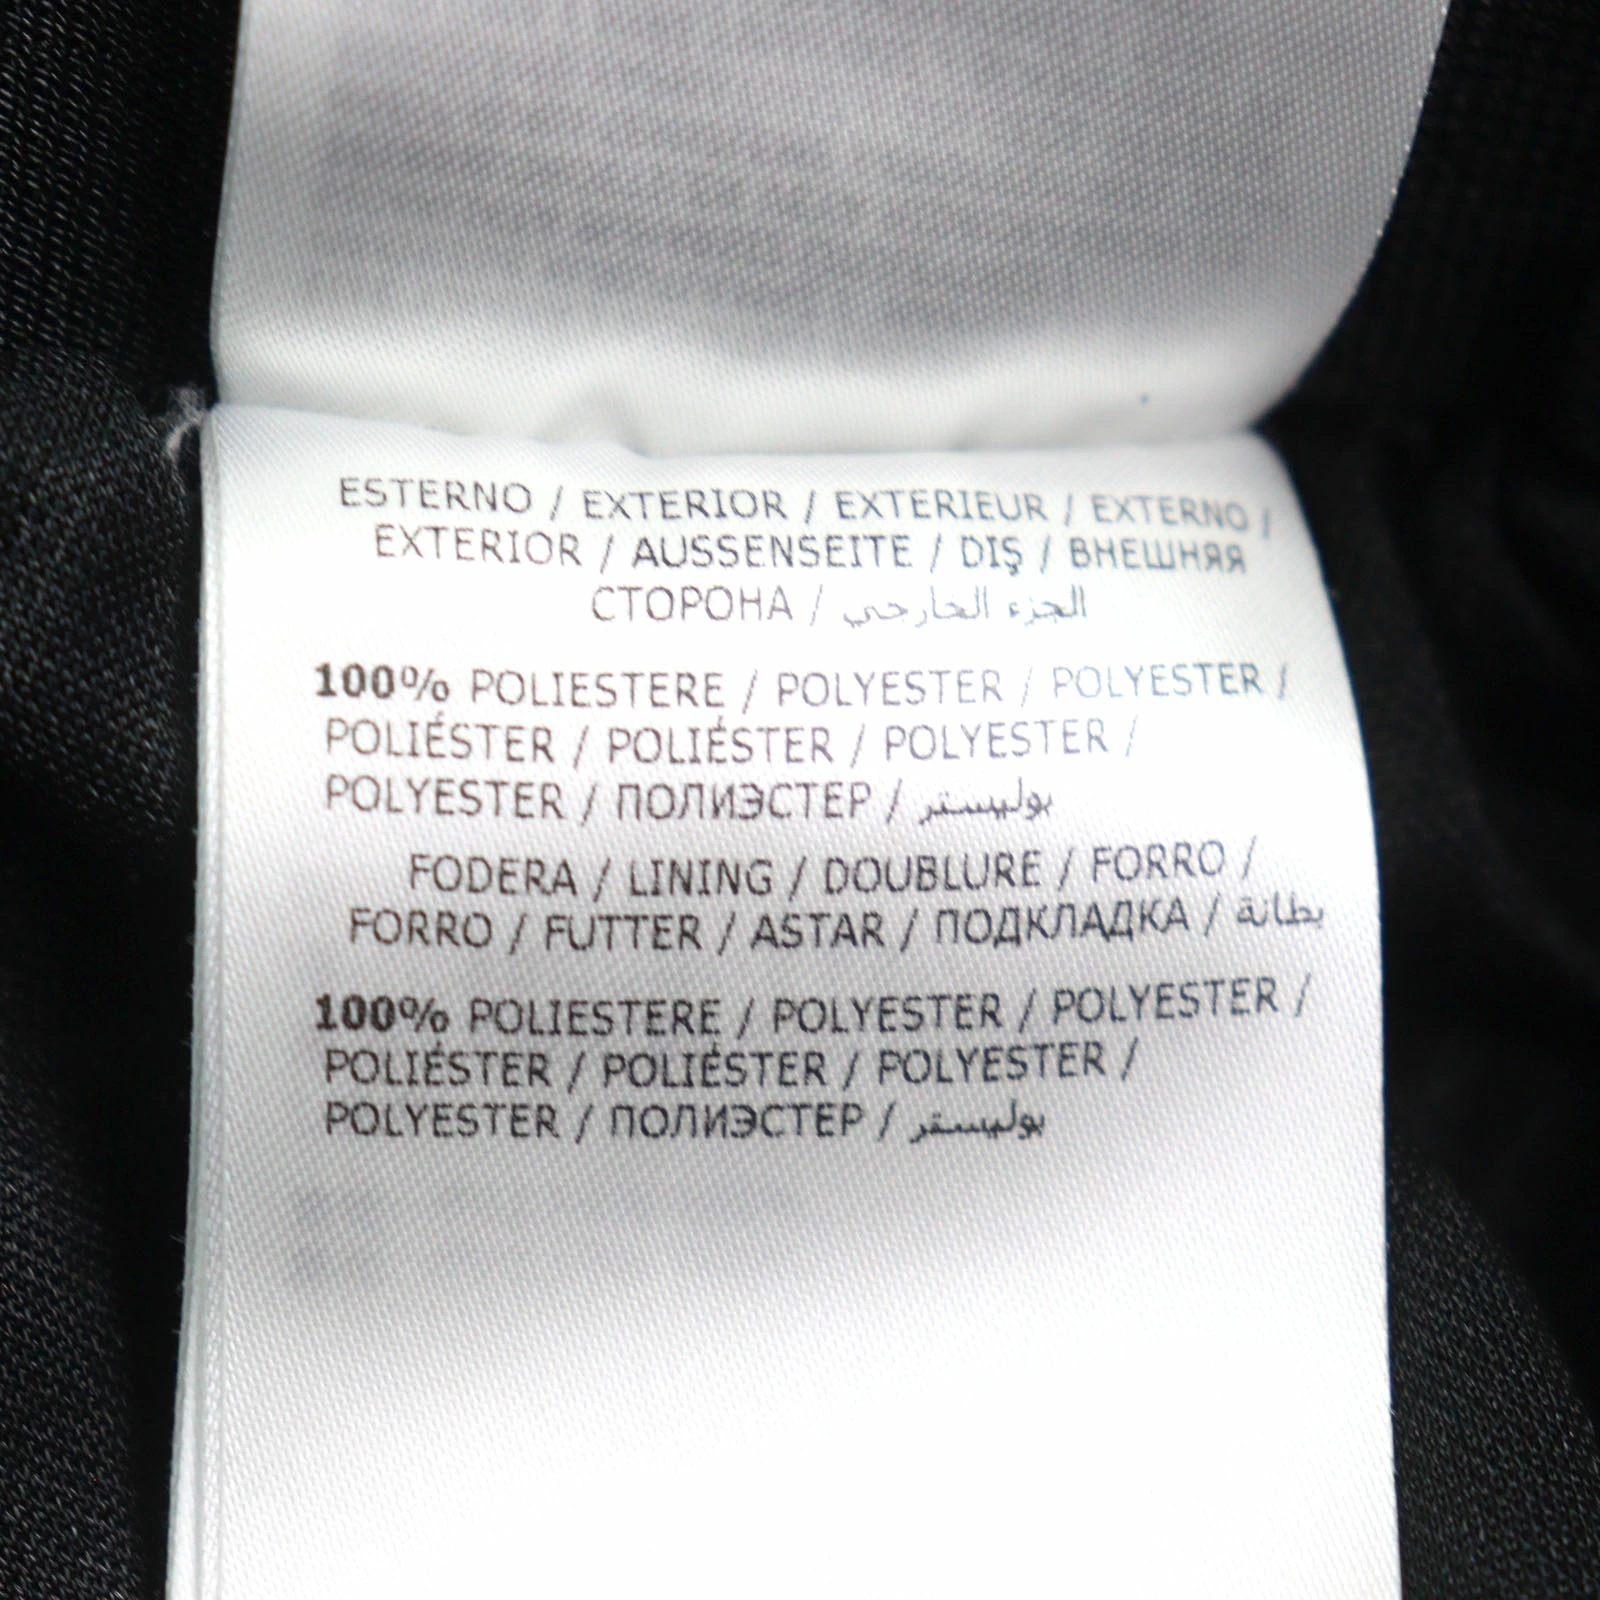 ESTERNO / EXTERIOR / EXTERIEUR / EXTERNO /
EXTERIOR / AUSSENSEITE / DIŞ / ВНЕШНЯЯ
СТОРОНА / الجزء الخارجي
100% POLIESTERE / POLYESTER / POLYESTER /
POLIÉSTER / POLIÉSTER / POLYESTER /
POLYESTER / ПОЛИЭСТЕР / بوليستر
FODERA / LINING / DOUBLURE / FORRO /
FORRO / FUTTER / ASTAR / ПОДКЛАДКА / بطانة
100% POLIESTERE / POLYESTER / POLYESTER /
POLIÉSTER / POLIÉSTER / POLYESTER /
POLYESTER / ПОЛИЭСТЕР / بوليستر